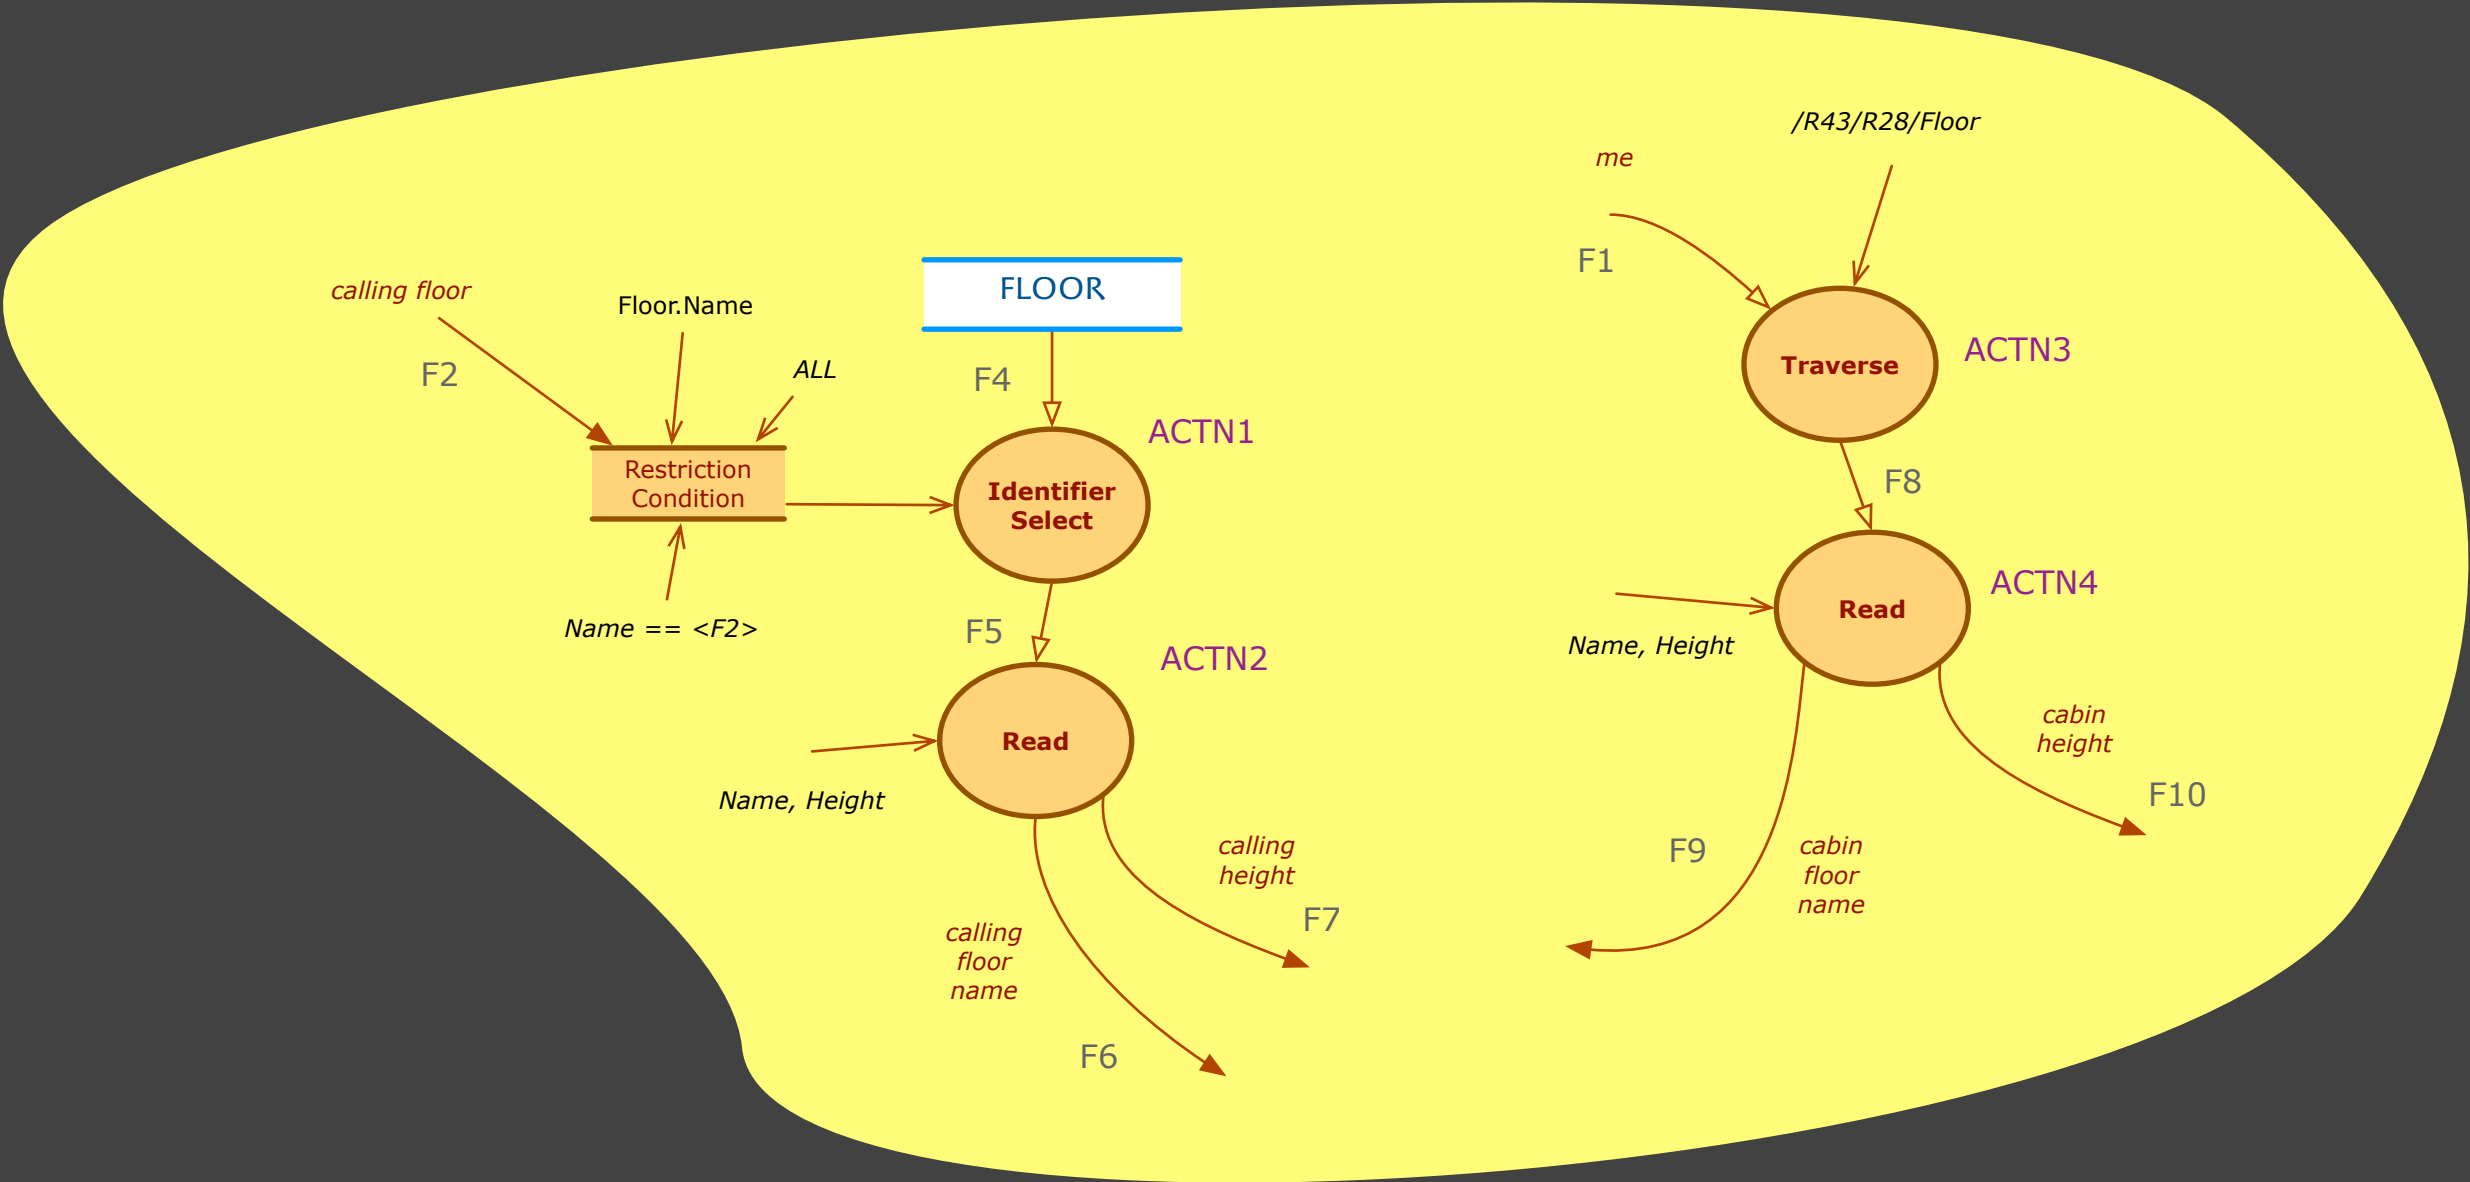 /R43/R28/Floor
me
F1
FLOOR
calling floor
Floor.Name
F2
ALL
F4
ACTN3
Traverse
ACTN1
Restriction
Condition
Identifier
Select
F8
Name == <F2>
F5
ACTN2
ACTN4
Read
Name, Height
Read
Name, Height
cabin
height
F10
calling
height
F7
F9
cabin
floor
name
calling
floor
name
F6